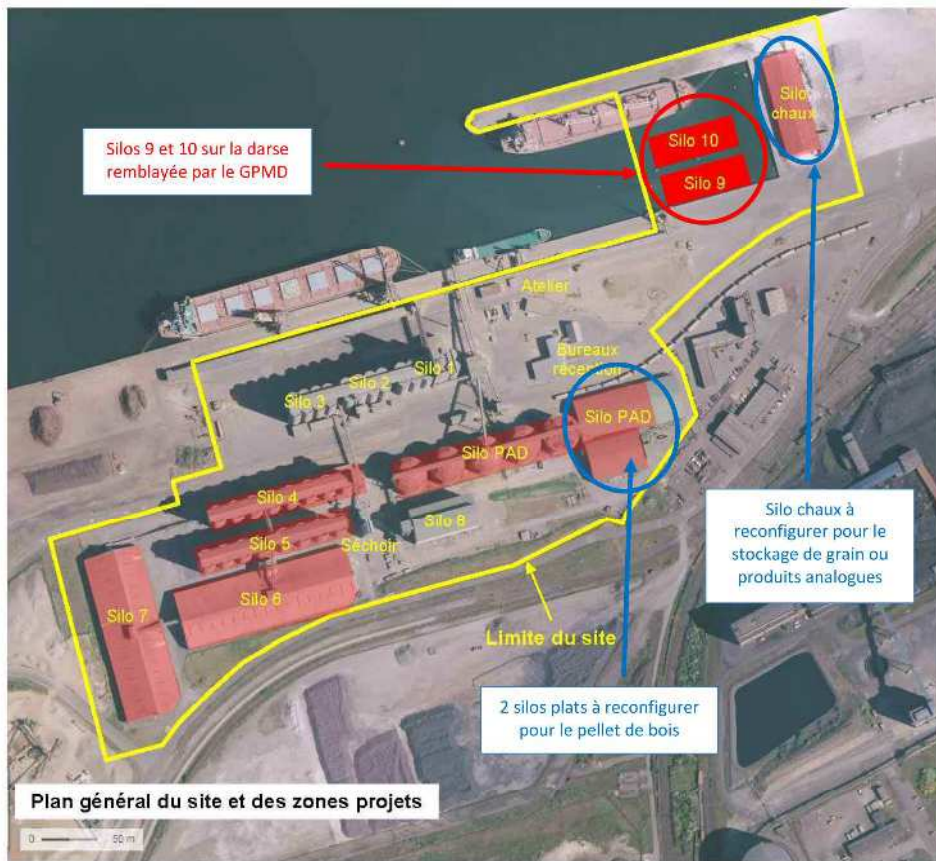 Silo
chaux
Silos 9 et 10 sur la darse
remblayée par le GPMD
Silo 10
Silo 9
Atelier
Bureaux
réception
Silo 1
Silo 2
Silo 3
Silo PAD
Silo PAD
Silo 4
Silo 8
Silo 5
Séchoir
Silo 6
Silo 7
Silo chaux à
reconfigurer pour le
stockage de grain ou
produits analogues
Limite du site
2 silos plats à reconfigurer
pour le pellet de bois
Plan général du site et des zones projets
0 50 m